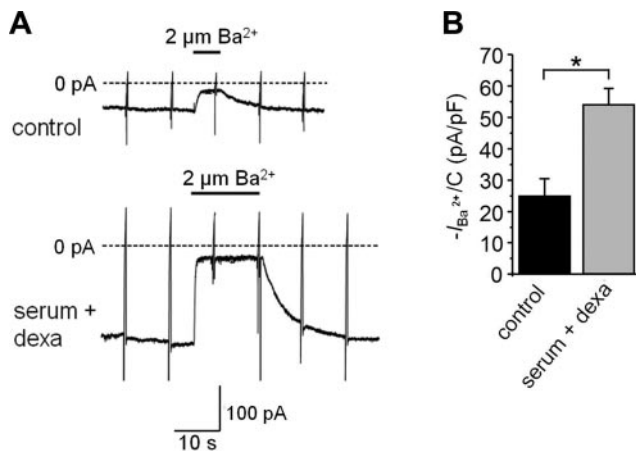 A
2 µm Ba²⁺
0 pA
control
2 µm Ba²⁺
0 pA
serum +
dexa
100 pA
10 s
B
*
70
60
50
40
30
20
10
0
-I_Ba²⁺/C (pA/pF)
control
serum + dexa